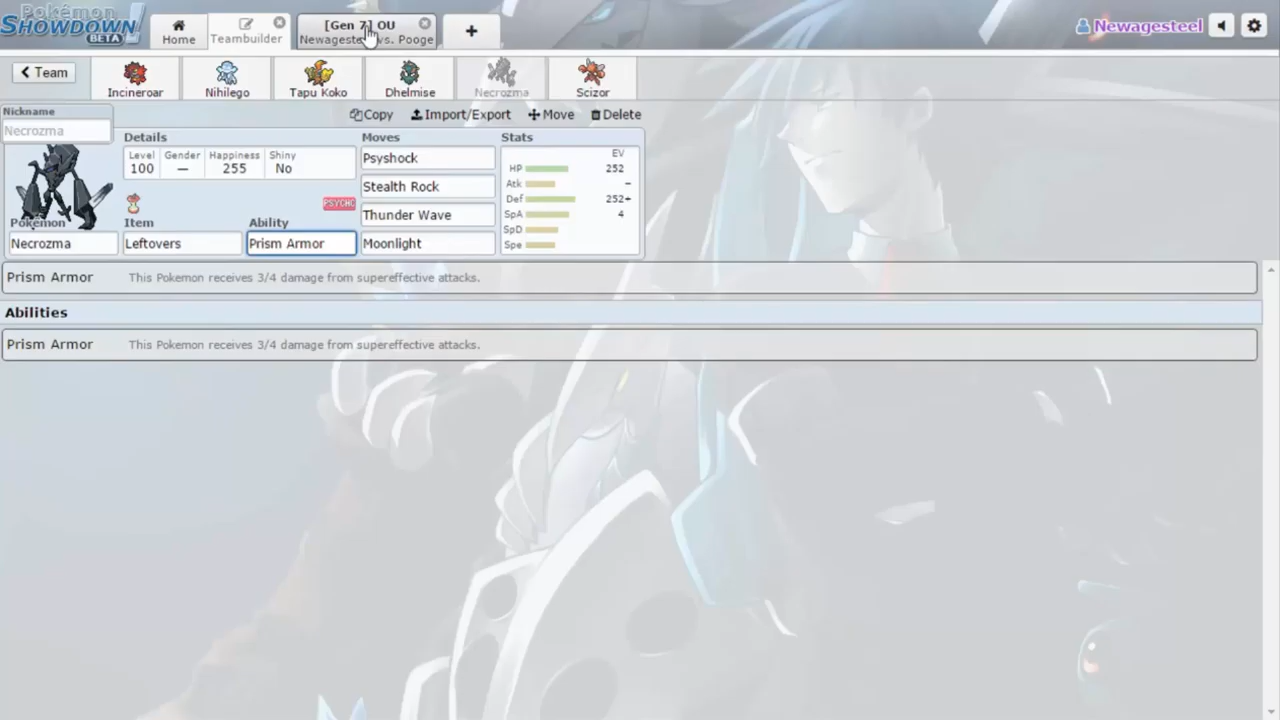 Pokémon
SHOWDOWN!
BETA
Home
Teambuilder
[Gen 7] OU
Newageste vs. Pooge
+
Newagesteel
Team
Incineroar
Nihilego
Tapu Koko
Dhelmise
Necrozma
Scizor
Nickname
Necrozma
Copy
Import/Export
Move
Delete
Details
Moves
Stats
Level
Gender
Happiness
Shiny
100
—
255
No
Psyshock
Stealth Rock
Thunder Wave
Moonlight
EV
HP 252
Atk –
Def 252+
SpA 4
SpD
Spe
PSYCHC
Pokémon
Item
Ability
Necrozma
Leftovers
Prism Armor
Prism Armor This Pokemon receives 3/4 damage from supereffective attacks.
Abilities
Prism Armor This Pokemon receives 3/4 damage from supereffective attacks.